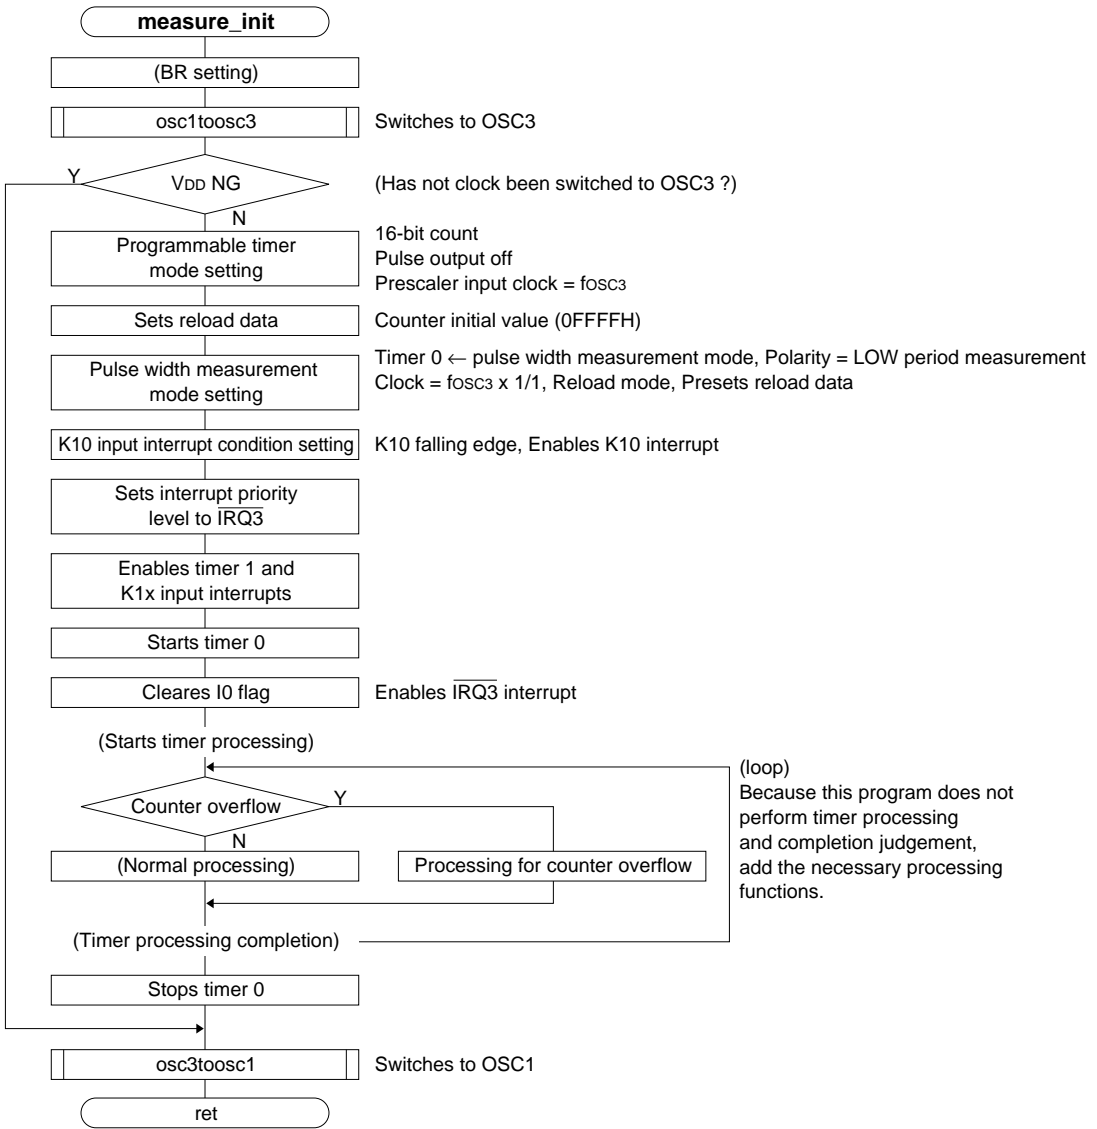 measure_init
(BR setting)
osc1toosc3
Switches to OSC3
Y
VDD NG
(Has not clock been switched to OSC3 ?)
N
Programmable timer
mode setting
16-bit count
Pulse output off
Prescaler input clock = fOSC3
Sets reload data
Counter initial value (0FFFFH)
Pulse width measurement
mode setting
Timer 0 ← pulse width measurement mode, Polarity = LOW period measurement
Clock = fOSC3 x 1/1, Reload mode, Presets reload data
K10 input interrupt condition setting
K10 falling edge, Enables K10 interrupt
Sets interrupt priority
level to IRQ3
Enables timer 1 and
K1x input interrupts
Starts timer 0
Cleares I0 flag
Enables IRQ3 interrupt
(Starts timer processing)
Counter overflow
Y
N
(Normal processing)
Processing for counter overflow
(loop)
Because this program does not
perform timer processing
and completion judgement,
add the necessary processing
functions.
(Timer processing completion)
Stops timer 0
osc3toosc1
Switches to OSC1
ret